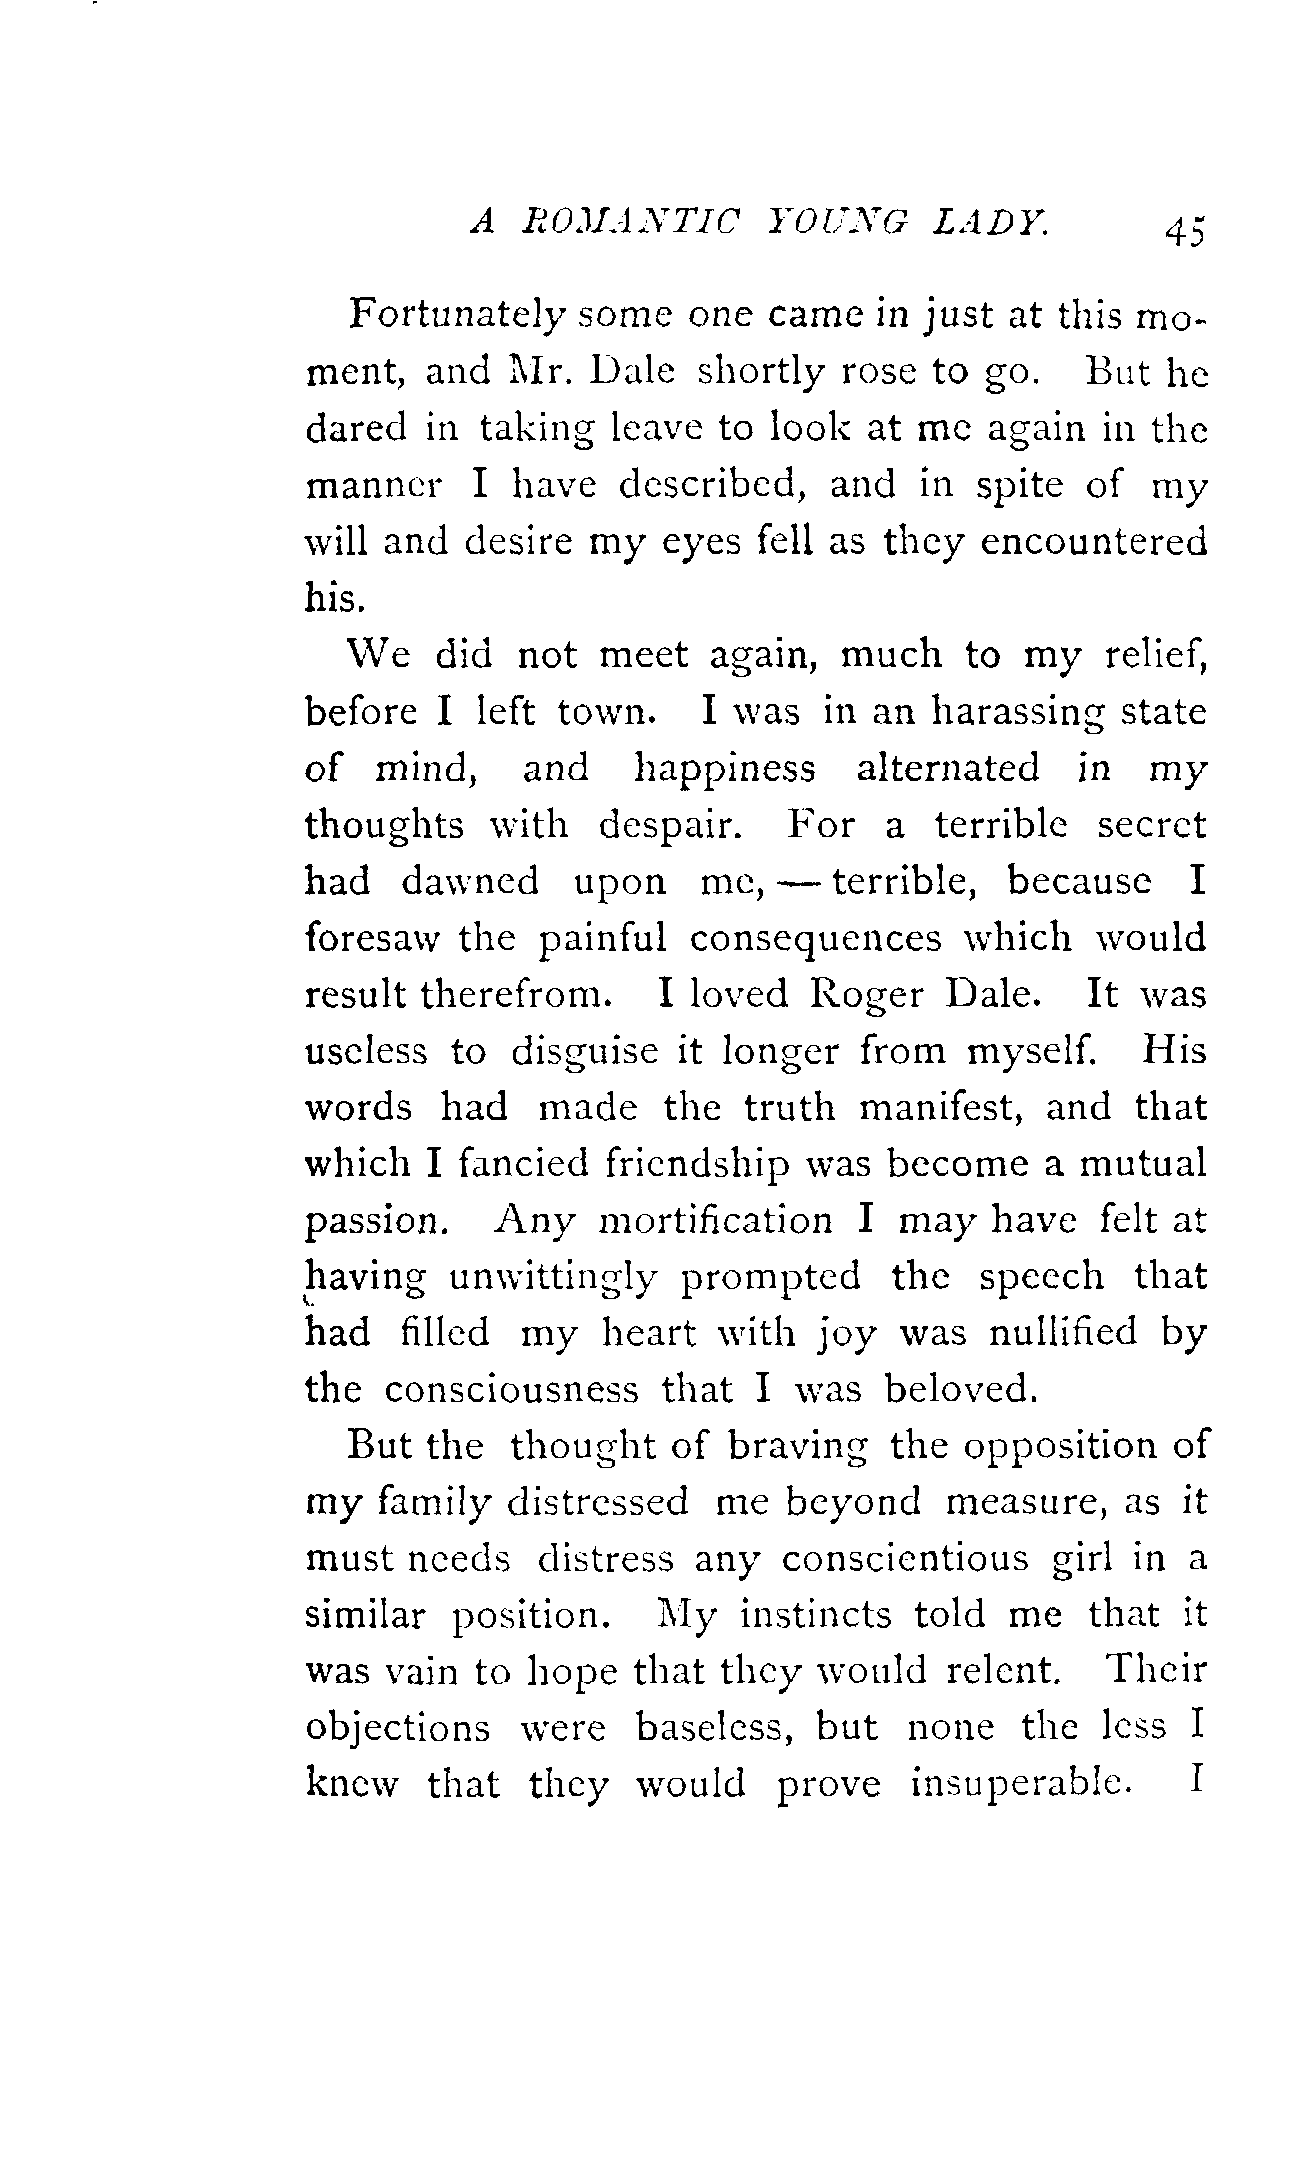 A ROMANTIC YOUNG LADY. 45
Fortunately some one came in just at this mo-
ment, and Mr. Dale shortly rose to go. But he
dared in taking leave to look at me again in the
manner I have described, and in spite of my
will and desire my eyes fell as they encountered
his.
We did not meet again, much to my relief,
before I left town. I was in an harassing state
of mind, and happiness alternated in my
thoughts with despair. For a terrible secret
had dawned upon me, — terrible, because I
foresaw the painful consequences which would
result therefrom. I loved Roger Dale. It was
useless to disguise it longer from myself. His
words had made the truth manifest, and that
which I fancied friendship was become a mutual
passion. Any mortification I may have felt at
having unwittingly prompted the speech that
had filled my heart with joy was nullified by
the consciousness that I was beloved.
But the thought of braving the opposition of
my family distressed me beyond measure, as it
must needs distress any conscientious girl in a
similar position. My instincts told me that it
was vain to hope that they would relent. Their
objections were baseless, but none the less I
knew that they would prove insuperable. I